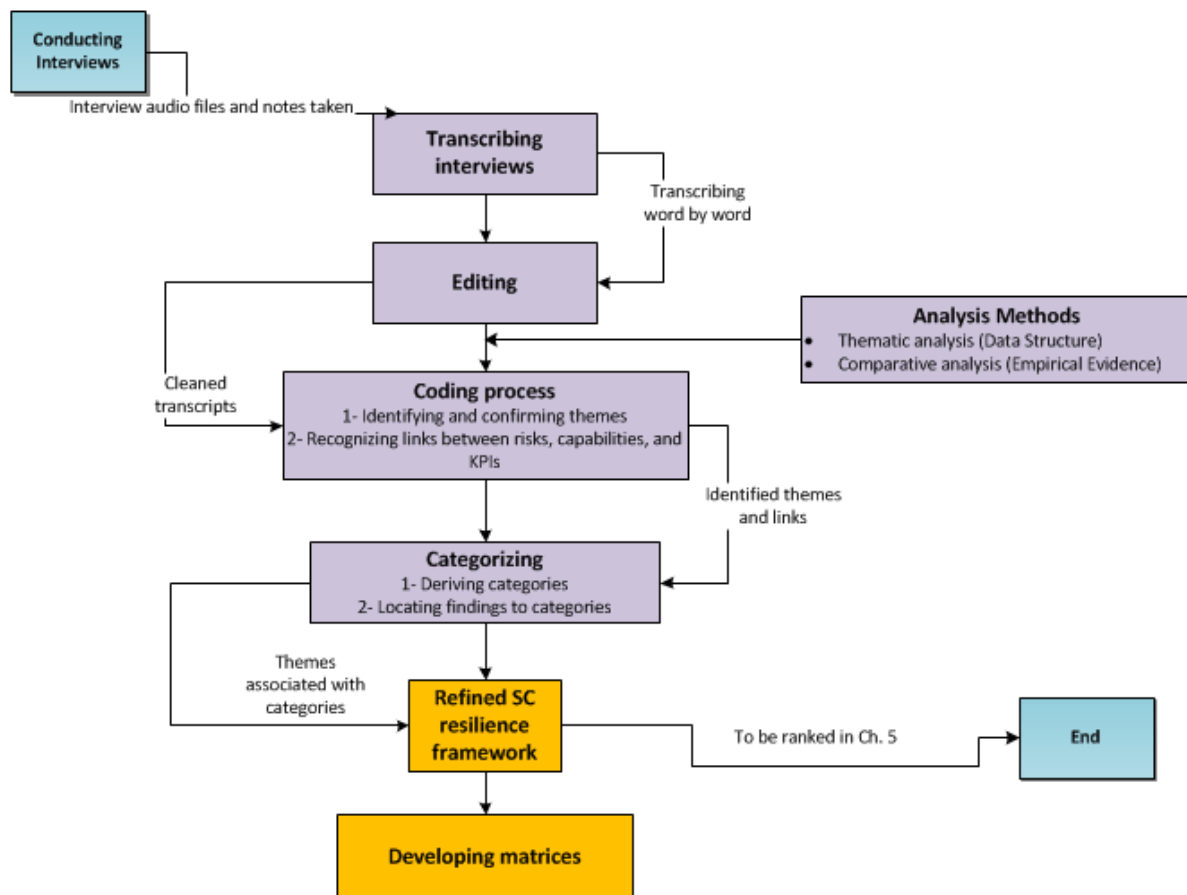 Conducting
Interviews
Interview audio files and notes taken
Transcribing
interviews
Transcribing
word by word
Editing
Analysis Methods
• Thematic analysis (Data Structure)
• Comparative analysis (Empirical Evidence)
Cleaned
transcripts
Coding process
1- Identifying and confirming themes
2- Recognizing links between risks, capabilities, and
KPIs
Identified themes
and links
Categorizing
1- Deriving categories
2- Locating findings to categories
Themes
associated with
categories
Refined SC
resilience
framework
To be ranked in Ch. 5
End
Developing matrices